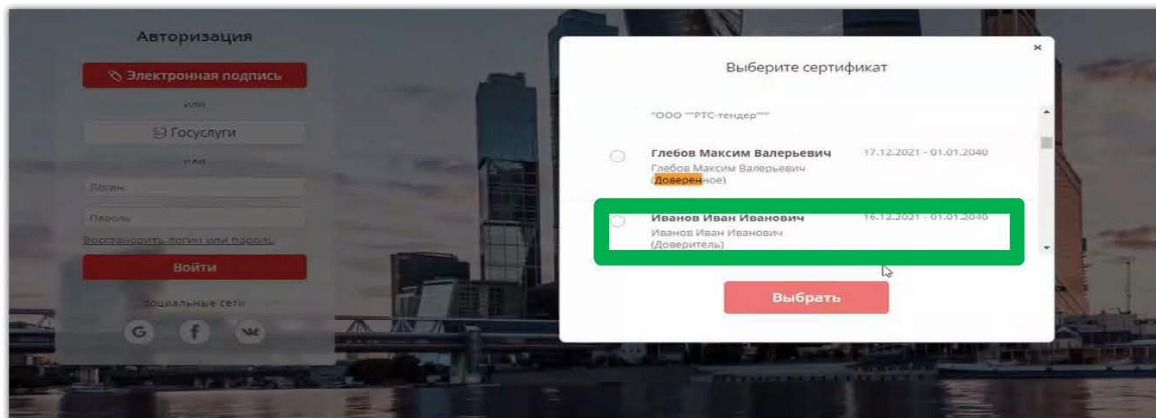 Авторизация
Электронная подпись
или
Госуслуги
или
Логин
Пароль
Восстановить логин или пароль
Войти
Социальные сети
G f
×
Выберите сертификат
"ООО ""РТС-тендер"""
Глебов Максим Валерьевич 17.12.2021 - 01.01.2040
Глебов Максим Валерьевич
(Доверенное)
Иванов Иван Иванович 16.12.2021 - 01.01.2040
Иванов Иван Иванович
(Доверитель)
Выбрать